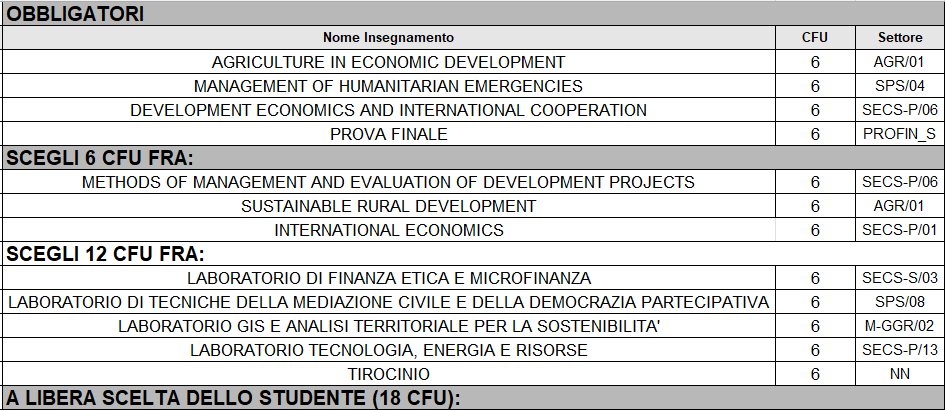 OBBLIGATORI
Nome Insegnamento CFU Settore
AGRICULTURE IN ECONOMIC DEVELOPMENT 6 AGR/01
MANAGEMENT OF HUMANITARIAN EMERGENCIES 6 SPS/04
DEVELOPMENT ECONOMICS AND INTERNATIONAL COOPERATION 6 SECS-P/06
PROVA FINALE 6 PROFIN_S
SCEGLI 6 CFU FRA:
METHODS OF MANAGEMENT AND EVALUATION OF DEVELOPMENT PROJECTS 6 SECS-P/06
SUSTAINABLE RURAL DEVELOPMENT 6 AGR/01
INTERNATIONAL ECONOMICS 6 SECS-P/01
SCEGLI 12 CFU FRA:
LABORATORIO DI FINANZA ETICA E MICROFINANZA 6 SECS-S/03
LABORATORIO DI TECNICHE DELLA MEDIAZIONE CIVILE E DELLA DEMOCRAZIA PARTECIPATIVA 6 SPS/08
LABORATORIO GIS E ANALISI TERRITORIALE PER LA SOSTENIBILITA' 6 M-GGR/02
LABORATORIO TECNOLOGIA, ENERGIA E RISORSE 6 SECS-P/13
TIROCINIO 6 NN
A LIBERA SCELTA DELLO STUDENTE (18 CFU):